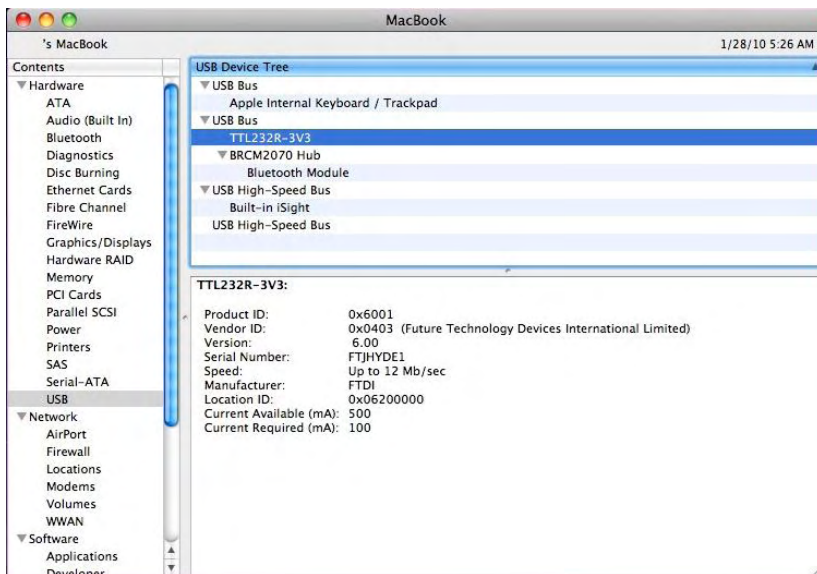 MacBook
's MacBook
1/28/10 5:26 AM
Contents
Hardware
ATA
Audio (Built In)
Bluetooth
Diagnostics
Disc Burning
Ethernet Cards
Fibre Channel
FireWire
Graphics/Displays
Hardware RAID
Memory
PCI Cards
Parallel SCSI
Power
Printers
SAS
Serial-ATA
USB
Network
AirPort
Firewall
Locations
Modems
Volumes
WWAN
Software
Applications
Developer
USB Device Tree
USB Bus
Apple Internal Keyboard / Trackpad
USB Bus
TTL232R-3V3
BRCM2070 Hub
Bluetooth Module
USB High-Speed Bus
Built-in iSight
USB High-Speed Bus
TTL232R-3V3:
Product ID: 0x6001
Vendor ID: 0x0403 (Future Technology Devices International Limited)
Version: 6.00
Serial Number: FTJHYDE1
Speed: Up to 12 Mb/sec
Manufacturer: FTDI
Location ID: 0x06200000
Current Available (mA): 500
Current Required (mA): 100